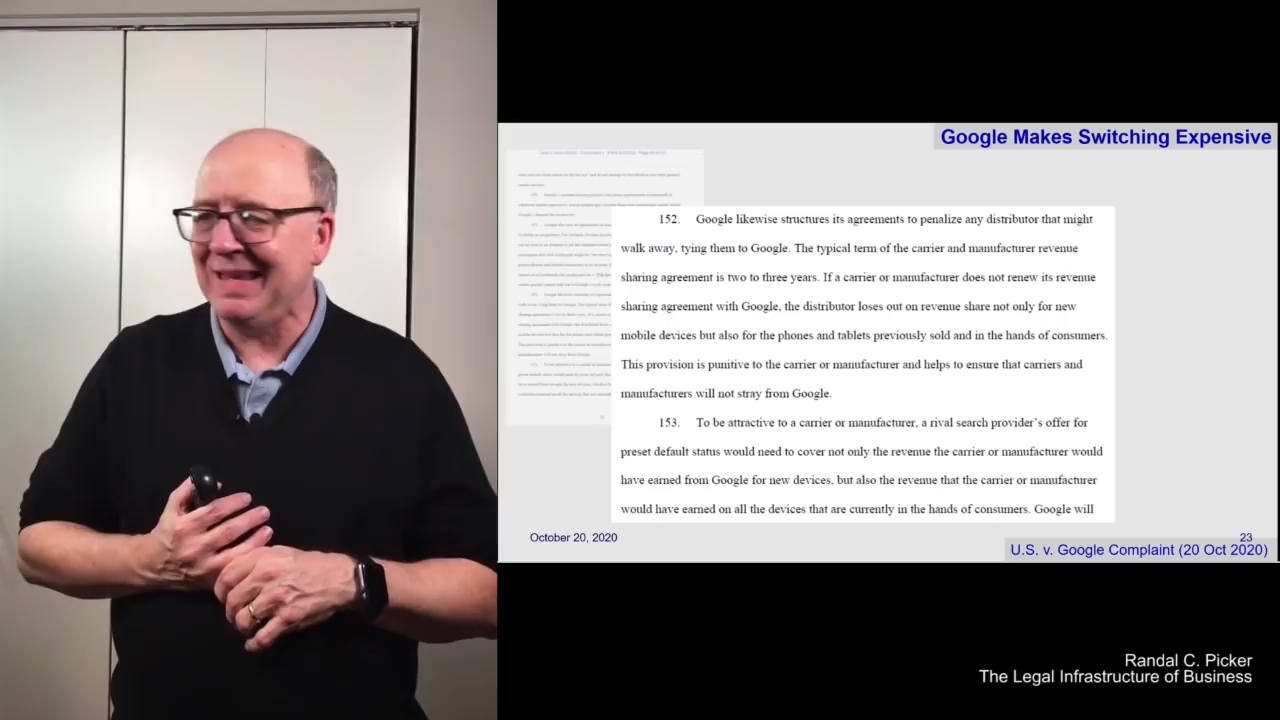 Google Makes Switching Expensive
152. Google likewise structures its agreements to penalize any distributor that might
walk away, tying them to Google. The typical term of the carrier and manufacturer revenue
sharing agreement is two to three years. If a carrier or manufacturer does not renew its revenue
sharing agreement with Google, the distributor loses out on revenue share not only for new
mobile devices but also for the phones and tablets previously sold and in the hands of consumers.
This provision is punitive to the carrier or manufacturer and helps to ensure that carriers and
manufacturers will not stray from Google.
153. To be attractive to a carrier or manufacturer, a rival search provider's offer for
preset default status would need to cover not only the revenue the carrier or manufacturer would
have earned from Google for new devices, but also the revenue that the carrier or manufacturer
would have earned on all the devices that are currently in the hands of consumers. Google will
October 20, 2020
23
U.S. v. Google Complaint (20 Oct 2020)
Randal C. Picker
The Legal Infrastructure of Business